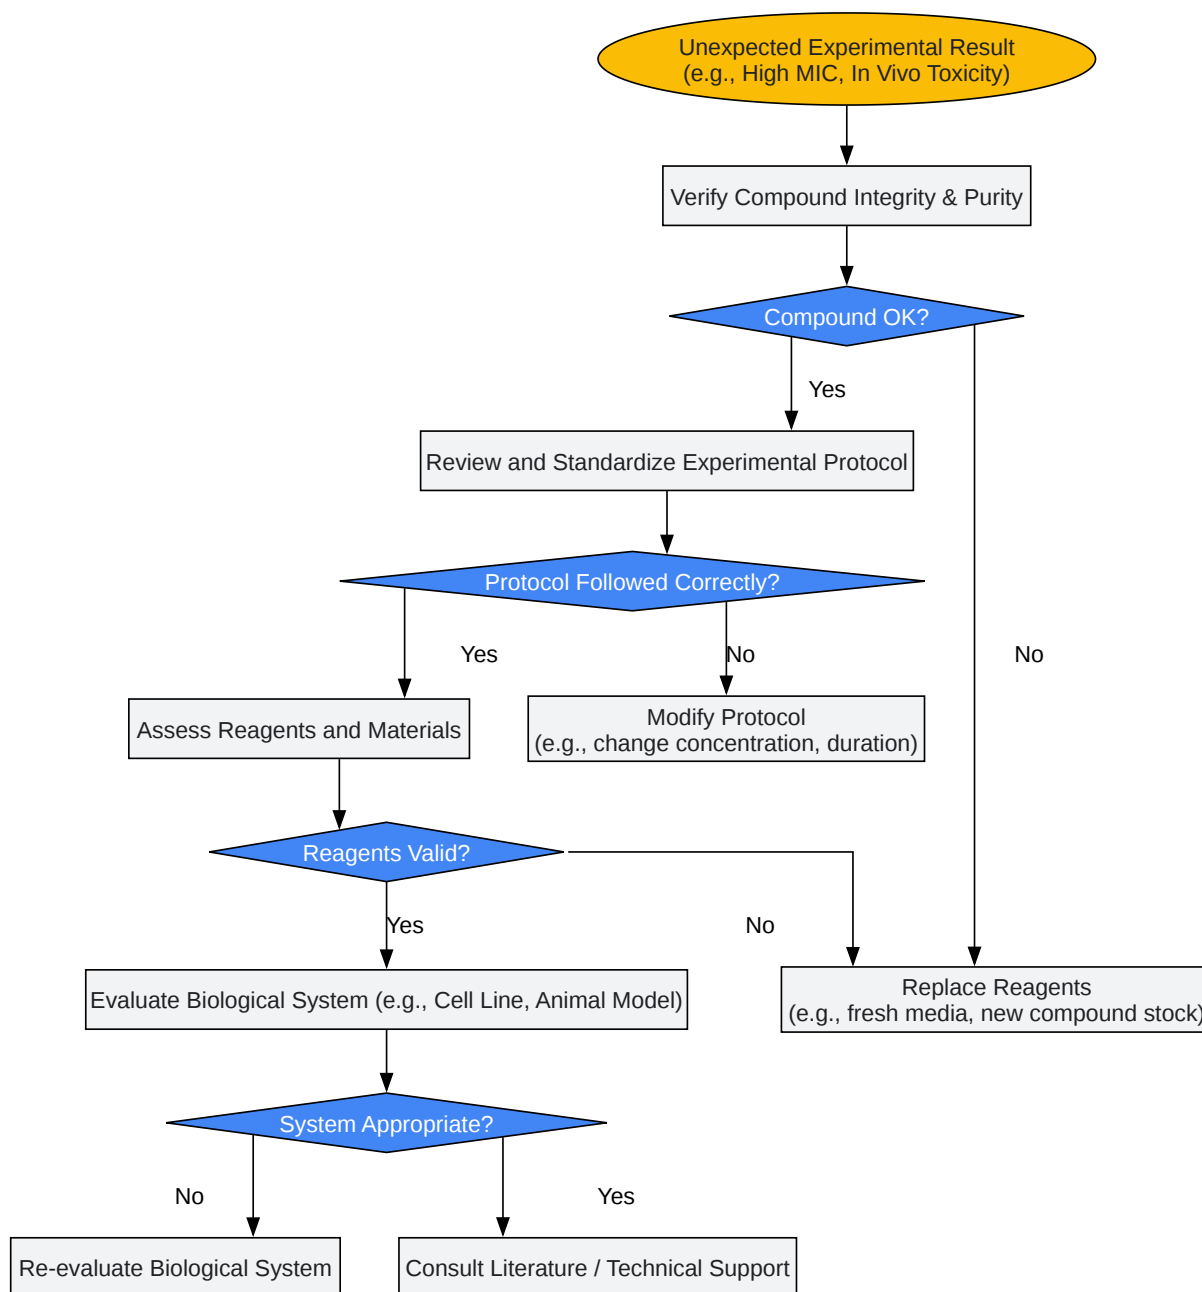 Unexpected Experimental Result
(e.g., High MIC, In Vivo Toxicity)
Verify Compound Integrity & Purity
Compound OK?
Yes
Review and Standardize Experimental Protocol
Protocol Followed Correctly?
Yes
No
No
Assess Reagents and Materials
Modify Protocol
(e.g., change concentration, duration)
Reagents Valid?
Yes
No
Evaluate Biological System (e.g., Cell Line, Animal Model)
Replace Reagents
(e.g., fresh media, new compound stock)
System Appropriate?
No
Yes
Re-evaluate Biological System
Consult Literature / Technical Support